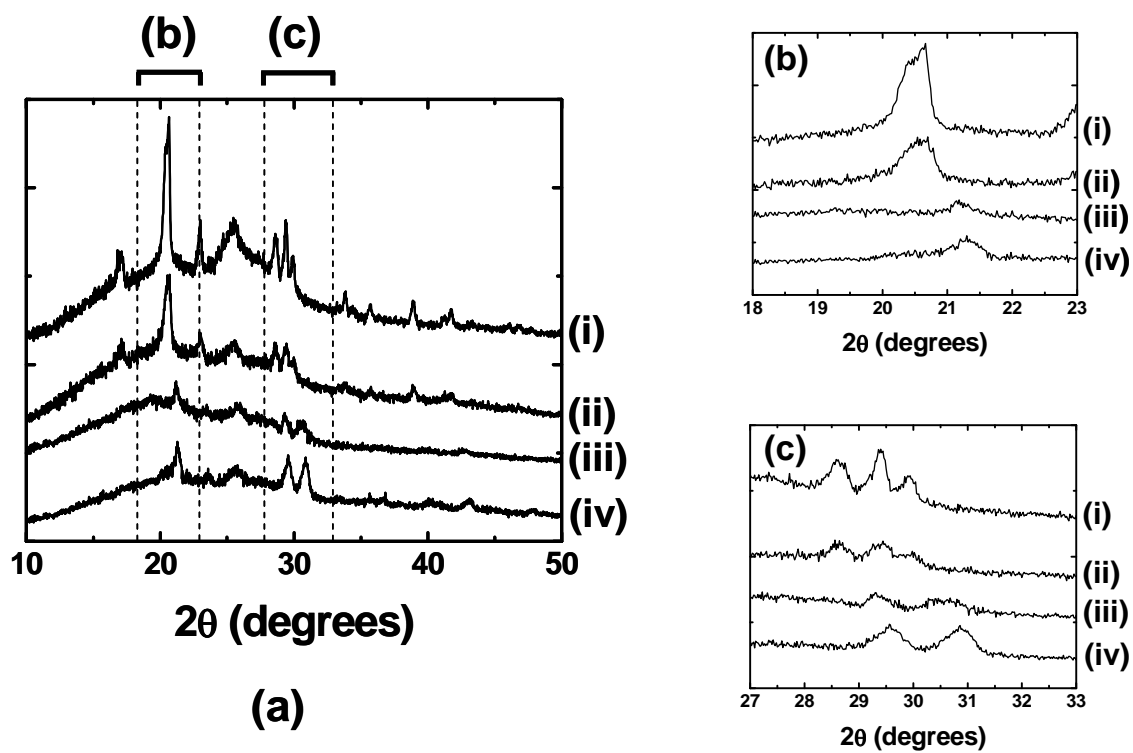 (b) (c)
(i)
(ii)
(iii)
(iv)
10 20 30 40 50
2θ (degrees)
(a)
(b)
(i)
(ii)
(iii)
(iv)
18 19 20 21 22 23
2θ (degrees)
(c)
(i)
(ii)
(iii)
(iv)
27 28 29 30 31 32 33
2θ (degrees)